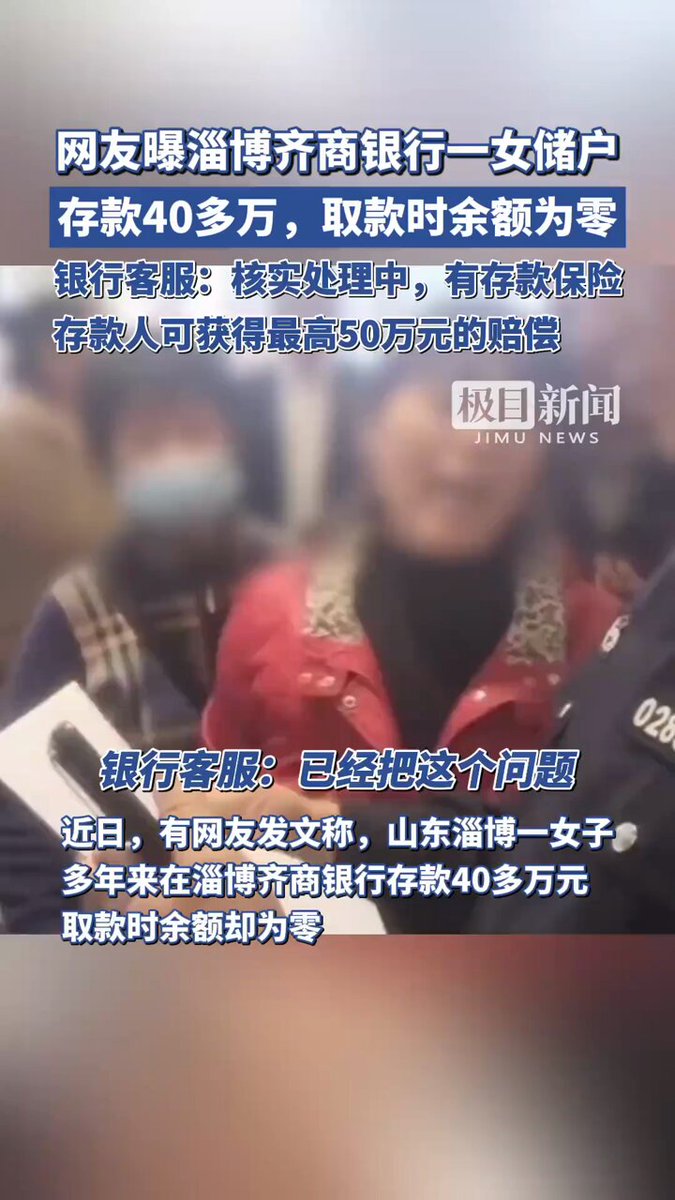 网友曝淄博齐商银行一女储户
存款40多万，取款时余额为零
银行客服：核实处理中，有存款保险
存款人可获得最高50万元的赔偿
极目新闻
JIMU NEWS
028
银行客服：已经把这个问题
近日，有网友发文称，山东淄博一女子
多年来在淄博齐商银行存款40多万元
取款时余额却为零